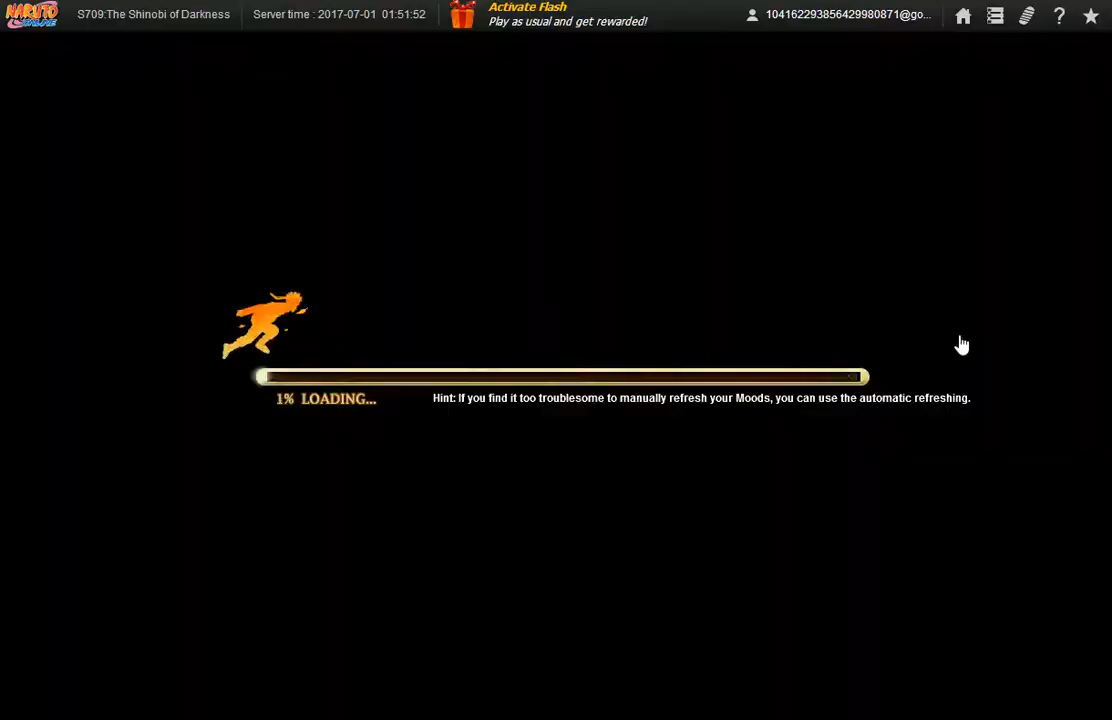 NARUTO
ONLINE
S709:The Shinobi of Darkness
Server time : 2017-07-01 01:51:52
Activate Flash
Play as usual and get rewarded!
104162293856429980871@go...
1% LOADING...
Hint: If you find it too troublesome to manually refresh your Moods, you can use the automatic refreshing.